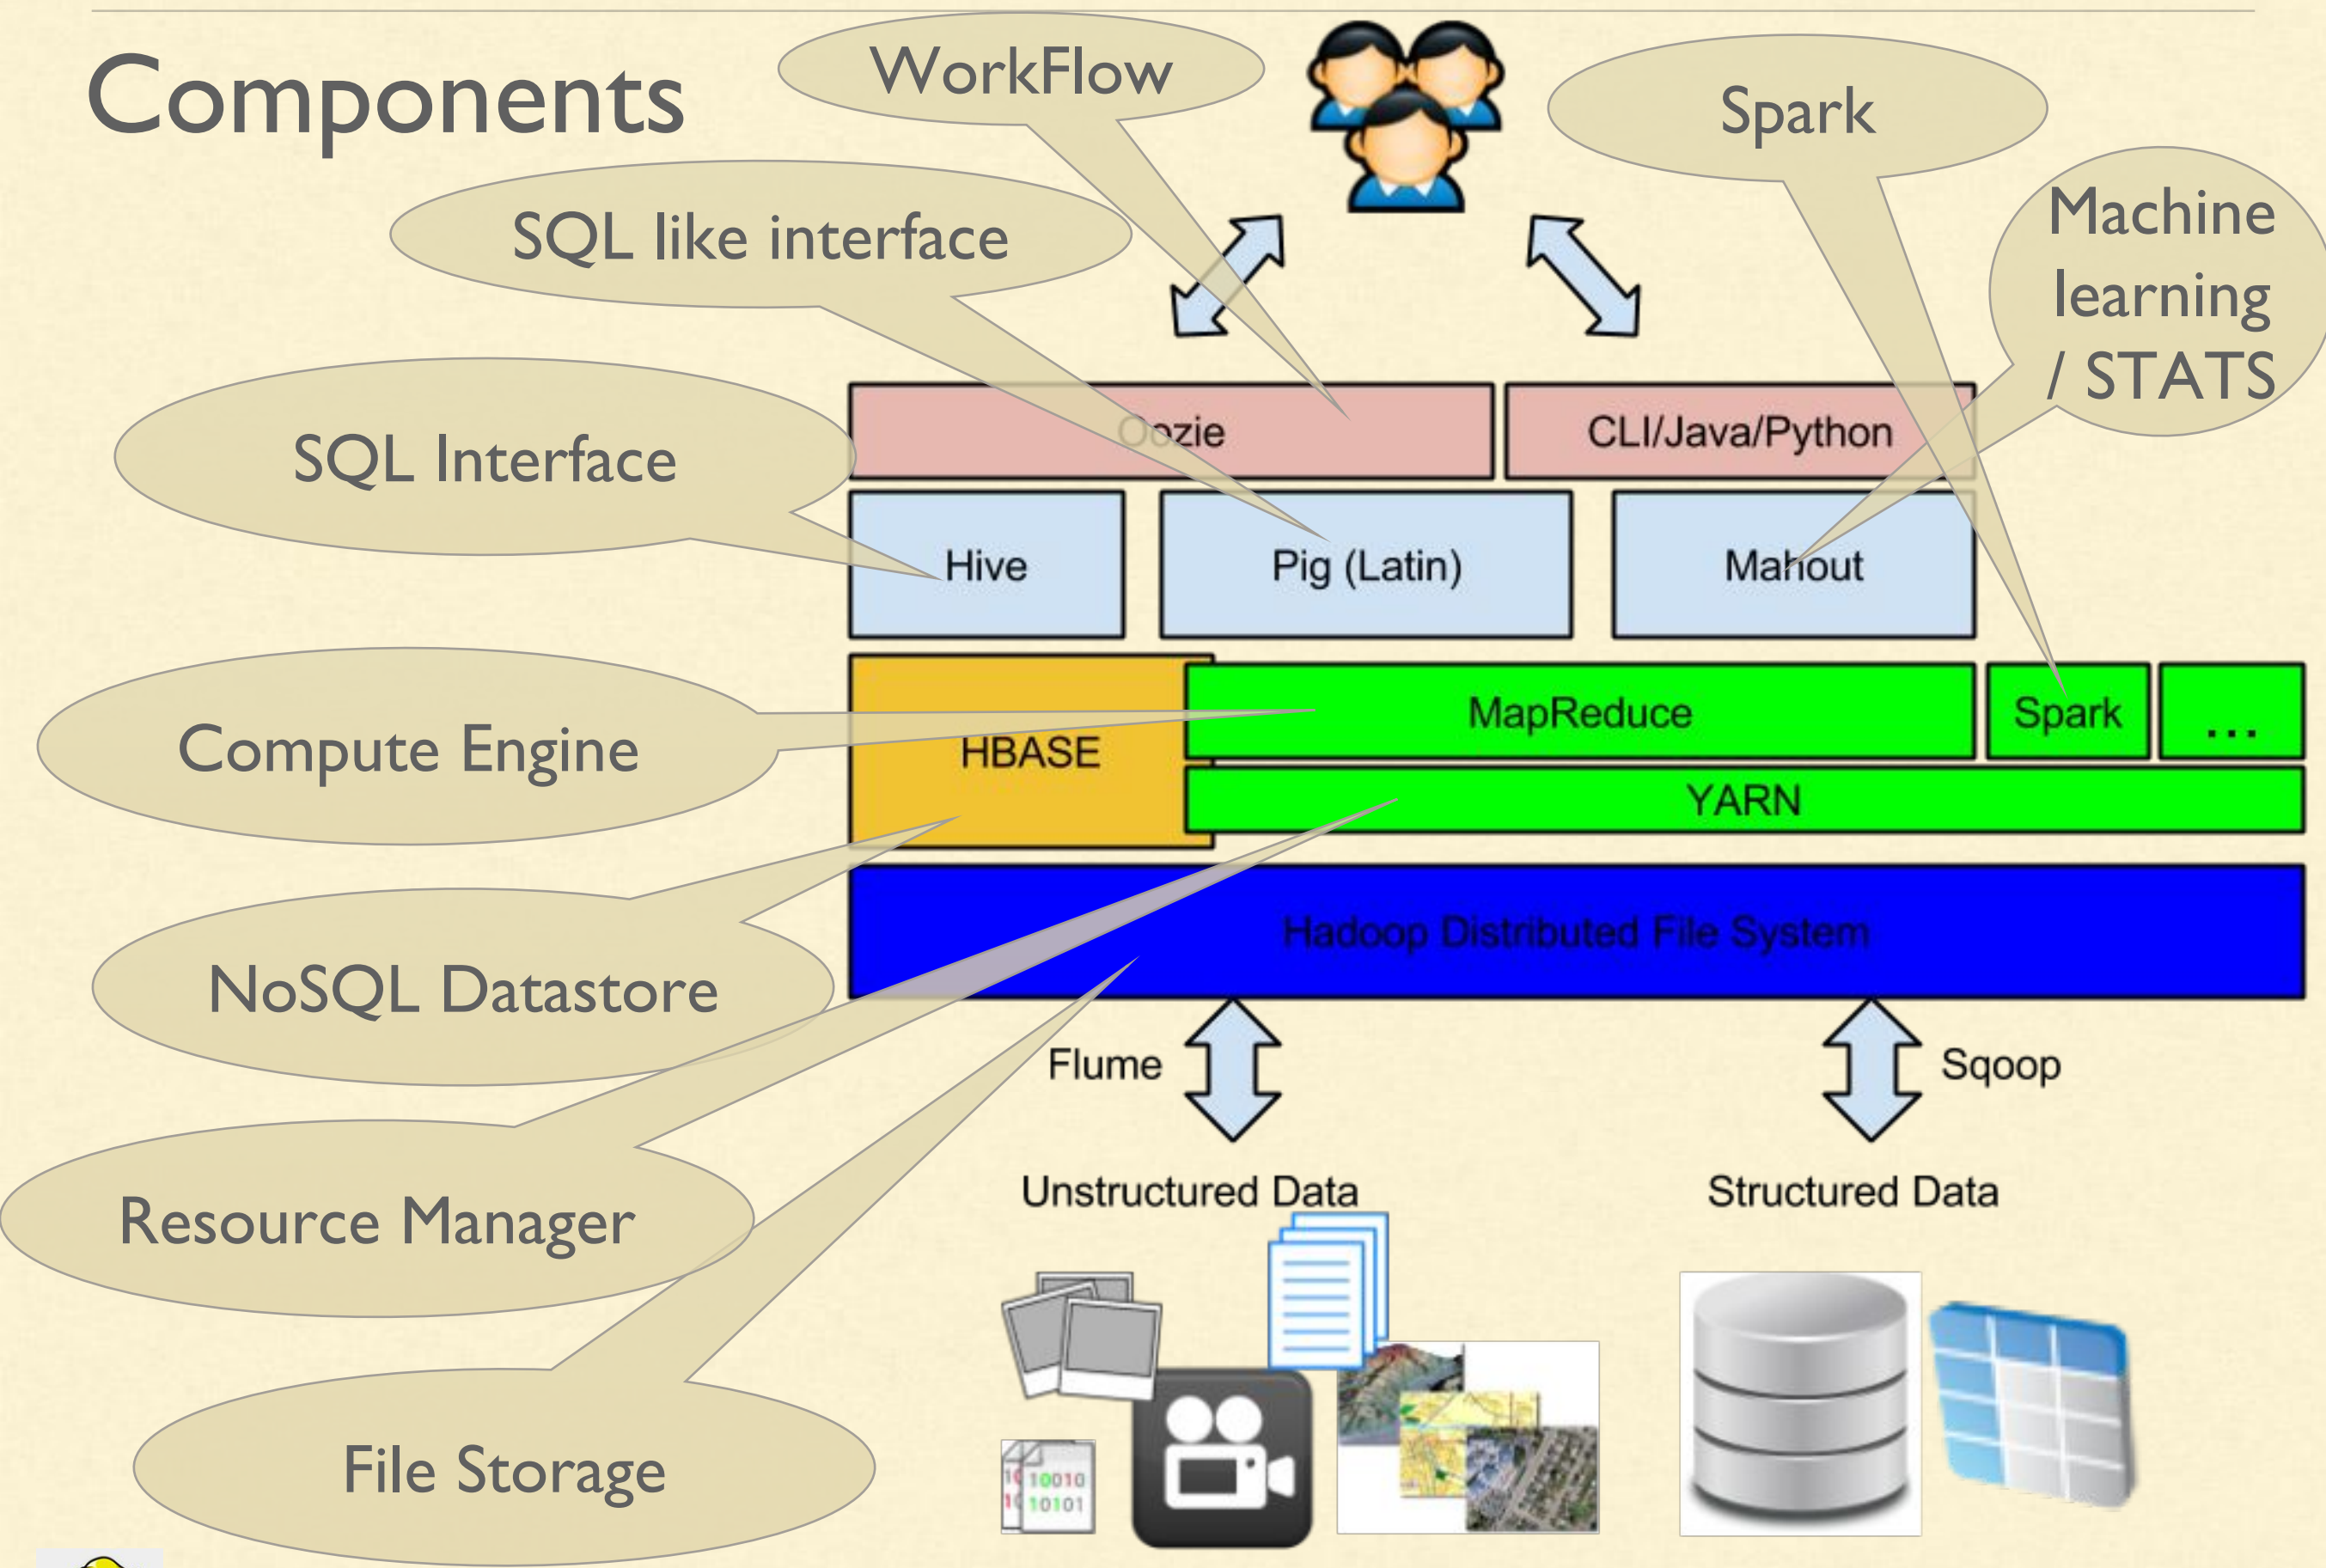 Components
WorkFlow
Spark
SQL like interface
Machine
learning
/ STATS
SQL Interface
Oozie
CLI/Java/Python
Hive
Pig (Latin)
Mahout
Compute Engine
HBASE
MapReduce
Spark
...
YARN
NoSQL Datastore
Hadoop Distributed File System
Flume
Sqoop
Resource Manager
Unstructured Data
Structured Data
File Storage
10010
10101